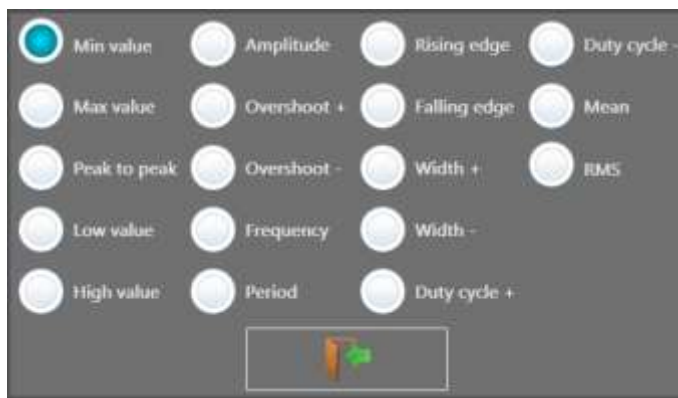 Min value
Amplitude
Rising edge
Duty cycle -
Max value
Overshoot +
Falling edge
Mean
Peak to peak
Overshoot -
Width +
RMS
Low value
Frequency
Width -
High value
Period
Duty cycle +